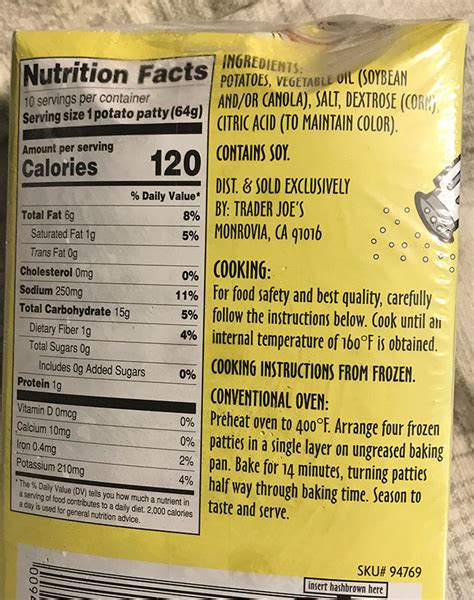 Nutrition Facts
10 servings per container
Serving size 1 potato patty (64g)
Amount per serving
Calories 120
% Daily Value*
Total Fat 6g 8%
Saturated Fat 1g 5%
Trans Fat 0g
Cholesterol 0mg 0%
Sodium 250mg 11%
Total Carbohydrate 15g 5%
Dietary Fiber 1g 4%
Total Sugars 0g
Includes 0g Added Sugars 0%
Protein 1g
Vitamin D 0mcg 0%
Calcium 10mg 0%
Iron 0.4mg 2%
Potassium 210mg 4%
* The % Daily Value (DV) tells you how much a nutrient in
a serving of food contributes to a daily diet. 2,000 calories
a day is used for general nutrition advice.
INGREDIENTS:
POTATOES, VEGETABLE OIL (SOYBEAN
AND/OR CANOLA), SALT, DEXTROSE (CORN),
CITRIC ACID (TO MAINTAIN COLOR).
CONTAINS SOY.
DIST. & SOLD EXCLUSIVELY
BY: TRADER JOE'S
MONROVIA, CA 91016
COOKING:
For food safety and best quality, carefully
follow the instructions below. Cook until an
internal temperature of 160°F is obtained.
COOKING INSTRUCTIONS FROM FROZEN.
CONVENTIONAL OVEN:
Preheat oven to 400°F. Arrange four frozen
patties in a single layer on ungreased baking
pan. Bake for 14 minutes, turning patties
half way through baking time. Season to
taste and serve.
SKU# 94769
insert hashbrown here